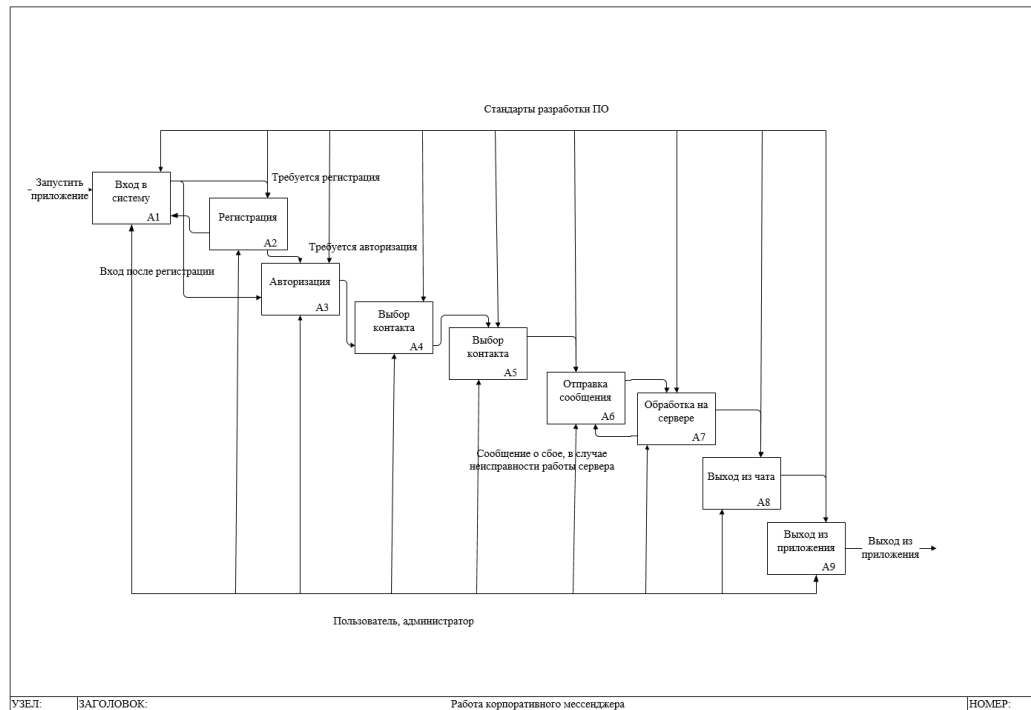 Стандарты разработки ПО
Запустить
приложение
Вход в
систему
A1
Требуется регистрация
Регистрация
A2
Требуется авторизация
Вход после регистрации
Авторизация
A3
Выбор
контакта
A4
Выбор
контакта
A5
Отправка
сообщения
A6
Обработка на
сервере
A7
Сообщение о сбое, в случае
неисправности работы сервера
Выход из чата
A8
Выход из
приложения
A9
Выход из
приложения
Пользователь, администратор
УЗЕЛ:
ЗАГОЛОВОК:
Работа корпоративного мессенджера
НОМЕР: